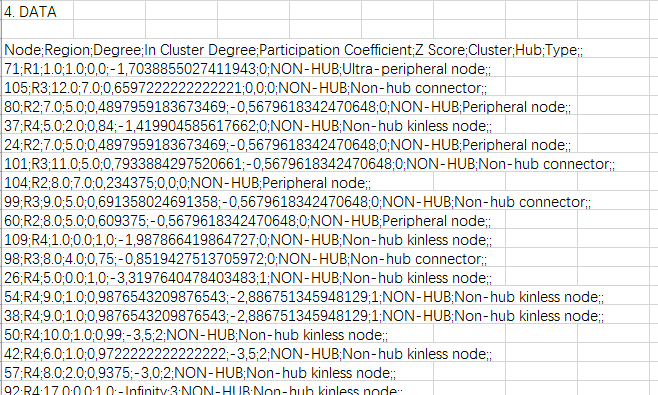 4. DATA
Node;Region;Degree;In Cluster Degree;Participation Coefficient;Z Score;Cluster;Hub;Type;;
71;R1;1.0;1.0;0,0;-1,7038855027411943;0;NON-HUB;Ultra-peripheral node;;
105;R3;12.0;7.0;0,6597222222222221;0,0;0;NON-HUB;Non-hub connector;;
80;R2;7.0;5.0;0,4897959183673469;-0,5679618342470648;0;NON-HUB;Peripheral node;;
37;R4;5.0;2.0;0,84;-1,419904585617662;0;NON-HUB;Non-hub kinless node;;
24;R2;7.0;5.0;0,4897959183673469;-0,5679618342470648;0;NON-HUB;Peripheral node;;
101;R3;11.0;5.0;0,7933884297520661;-0,5679618342470648;0;NON-HUB;Non-hub connector;;
104;R2;8.0;7.0;0,234375;0,0;0;NON-HUB;Peripheral node;;
99;R3;9.0;5.0;0,691358024691358;-0,5679618342470648;0;NON-HUB;Non-hub connector;;
60;R2;8.0;5.0;0,609375;-0,5679618342470648;0;NON-HUB;Peripheral node;;
109;R4;1.0;0.0;1,0;-1,987866419864727;0;NON-HUB;Non-hub kinless node;;
98;R3;8.0;4.0;0,75;-0,8519427513705972;0;NON-HUB;Non-hub connector;;
26;R4;5.0;0.0;1,0;-3,3197640478403483;1;NON-HUB;Non-hub kinless node;;
54;R4;9.0;1.0;0,9876543209876543;-2,886751345948129;1;NON-HUB;Non-hub kinless node;;
38;R4;9.0;1.0;0,9876543209876543;-2,886751345948129;1;NON-HUB;Non-hub kinless node;;
50;R4;10.0;1.0;0,99;-3,5;2;NON-HUB;Non-hub kinless node;;
42;R4;6.0;1.0;0,9722222222222222;-3,5;2;NON-HUB;Non-hub kinless node;;
57;R4;8.0;2.0;0,9375;-3,0;2;NON-HUB;Non-hub kinless node;;
92;R4;17.0;0.0;1,0;-Infinity;3;NON-HUB;Non-hub kinless node;;